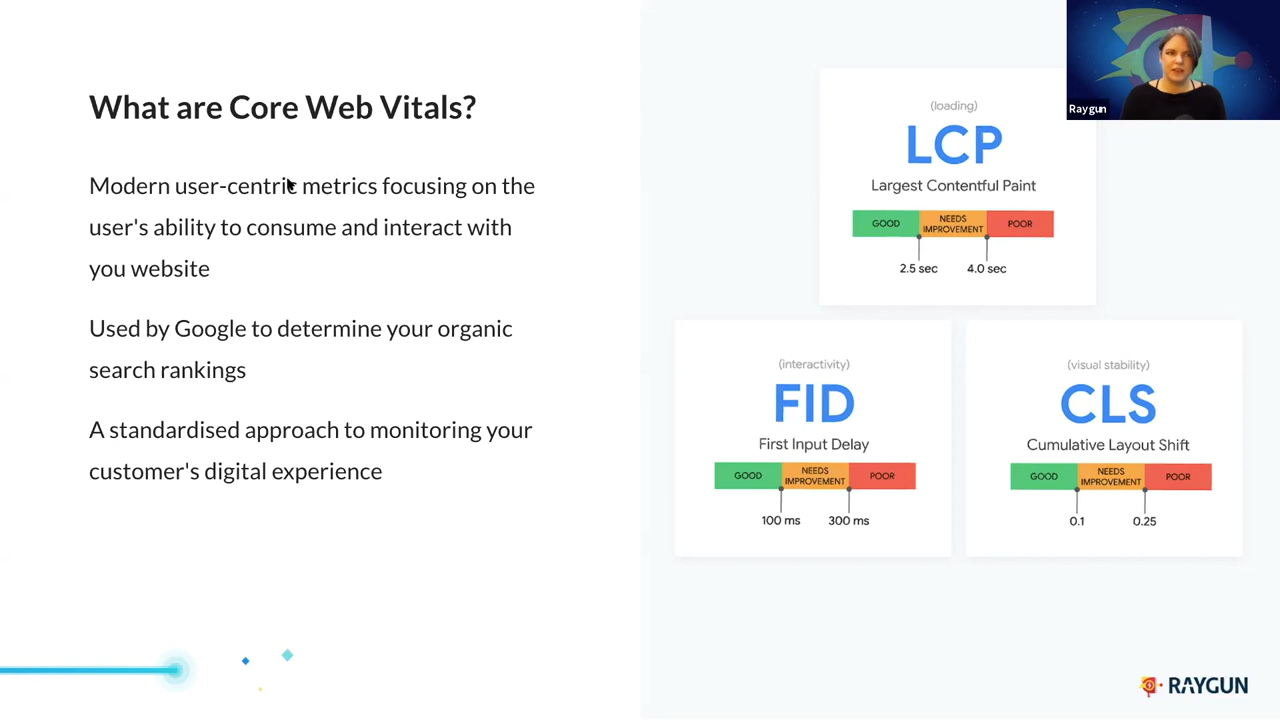 What are Core Web Vitals?
Modern user-centric metrics focusing on the
user's ability to consume and interact with
you website
Used by Google to determine your organic
search rankings
A standardised approach to monitoring your
customer's digital experience
(loading)
LCP
Largest Contentful Paint
GOOD
NEEDS
IMPROVEMENT
POOR
2.5 sec
4.0 sec
(interactivity)
FID
First Input Delay
GOOD
NEEDS
IMPROVEMENT
POOR
100 ms
300 ms
(visual stability)
CLS
Cumulative Layout Shift
GOOD
NEEDS
IMPROVEMENT
POOR
0.1
0.25
Raygun
RAYGUN